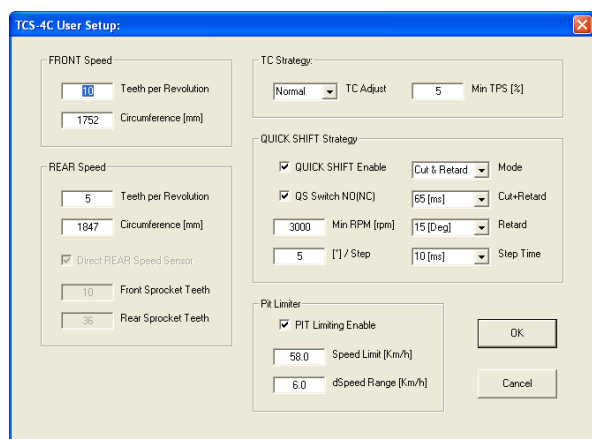 TCS-4C User Setup:
FRONT Speed
10 Teeth per Revolution
1752 Circumference [mm]
REAR Speed
5 Teeth per Revolution
1847 Circumference [mm]
Direct REAR Speed Sensor
10 Front Sprocket Teeth
36 Rear Sprocket Teeth
TC Strategy:
Normal TC Adjust 5 Min TPS [%]
QUICK SHIFT Strategy
QUICK SHIFT Enable Cut & Retard Mode
QS Switch NO(NC) 65 [ms] Cut+Retard
3000 Min RPM [rpm] 15 [Deg] Retard
5 [°] / Step 10 [ms] Step Time
Pit Limiter
PIT Limiting Enable
58.0 Speed Limit [Km/h]
6.0 dSpeed Range [Km/h]
OK
Cancel